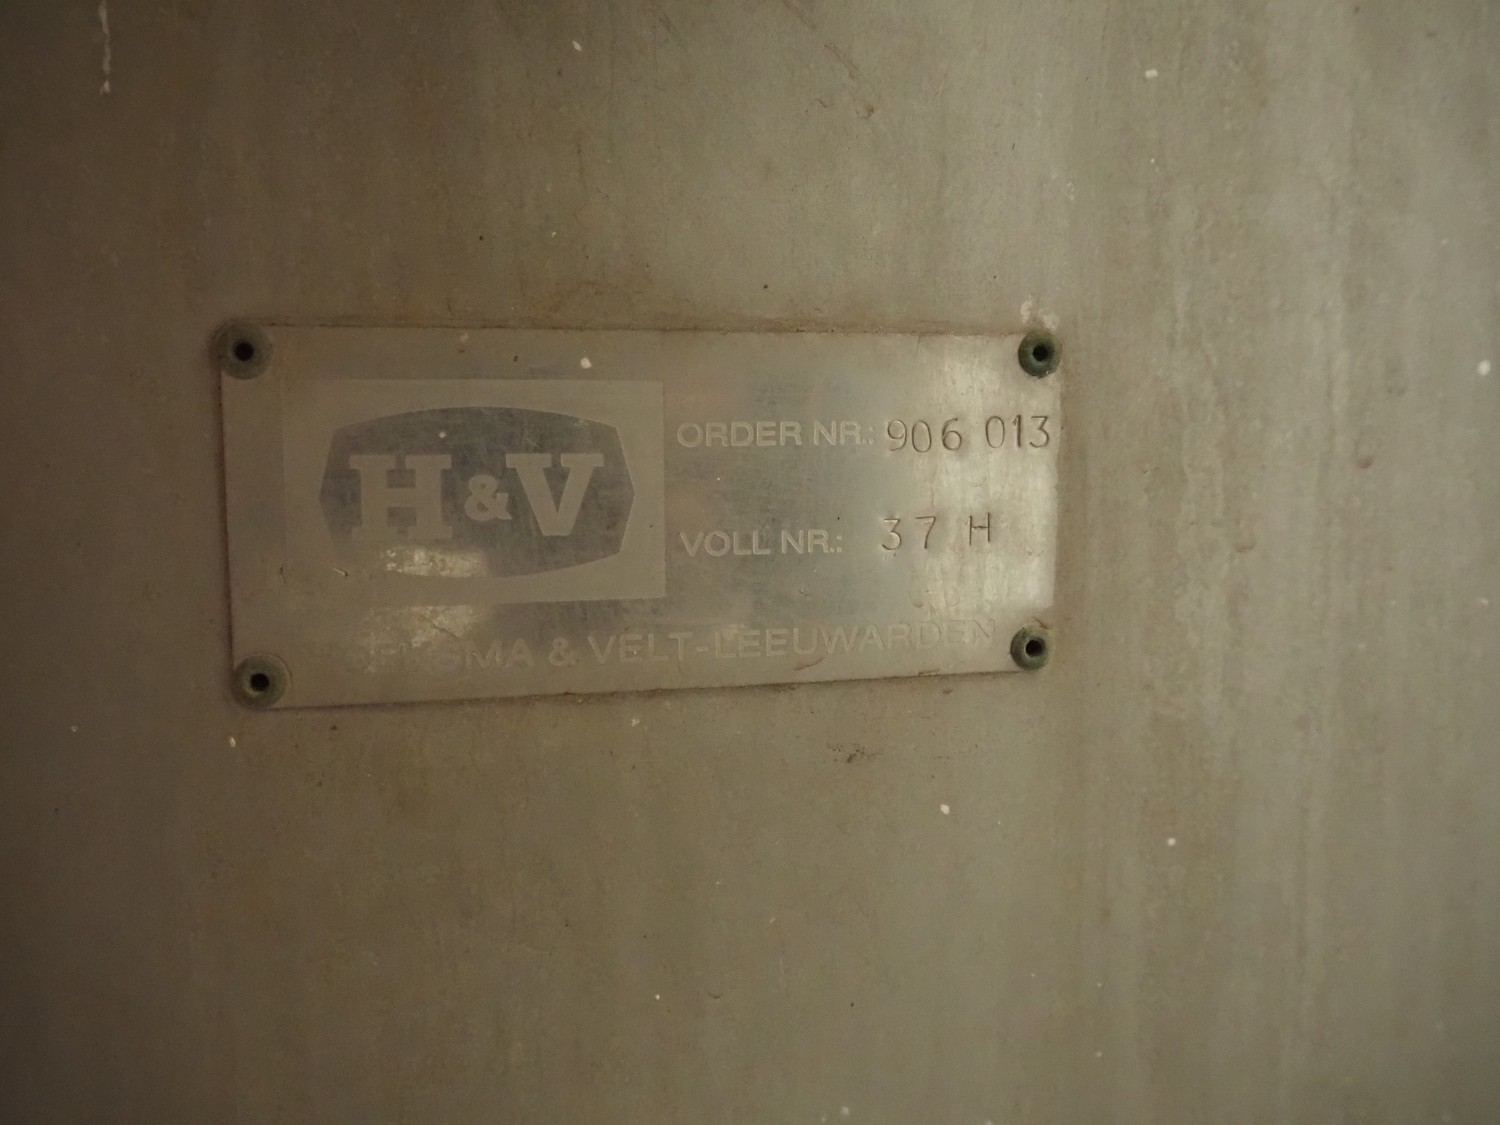 H&V
ORDER NR.: 906 013
VOLL NR.: 37 H
& VELT-LEEUWARDEN